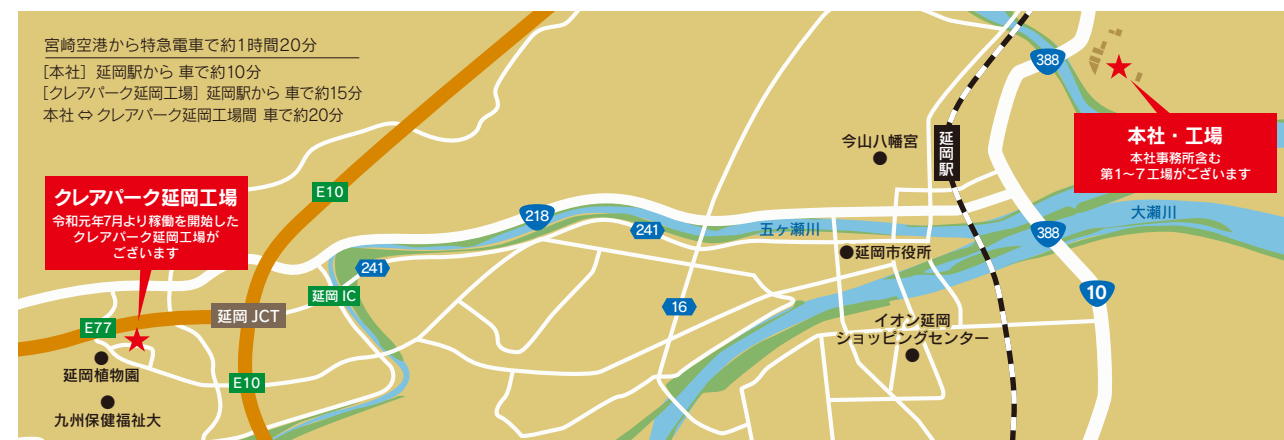 宮崎空港から特急電車で約1時間20分
[本社] 延岡駅から 車で約10分
[クレアパーク延岡工場] 延岡駅から 車で約15分
本社 ⇔ クレアパーク延岡工場間 車で約20分
388
本社・工場
本社事務所含む
第1〜7工場がございます
今山八幡宮
延岡駅
クレアパーク延岡工場
令和元年7月より稼働を開始した
クレアパーク延岡工場が
ございます
E10
218
241
五ヶ瀬川
大瀬川
388
延岡市役所
241
延岡 IC
10
16
延岡 JCT
E77
イオン延岡
ショッピングセンター
延岡植物園
E10
九州保健福祉大